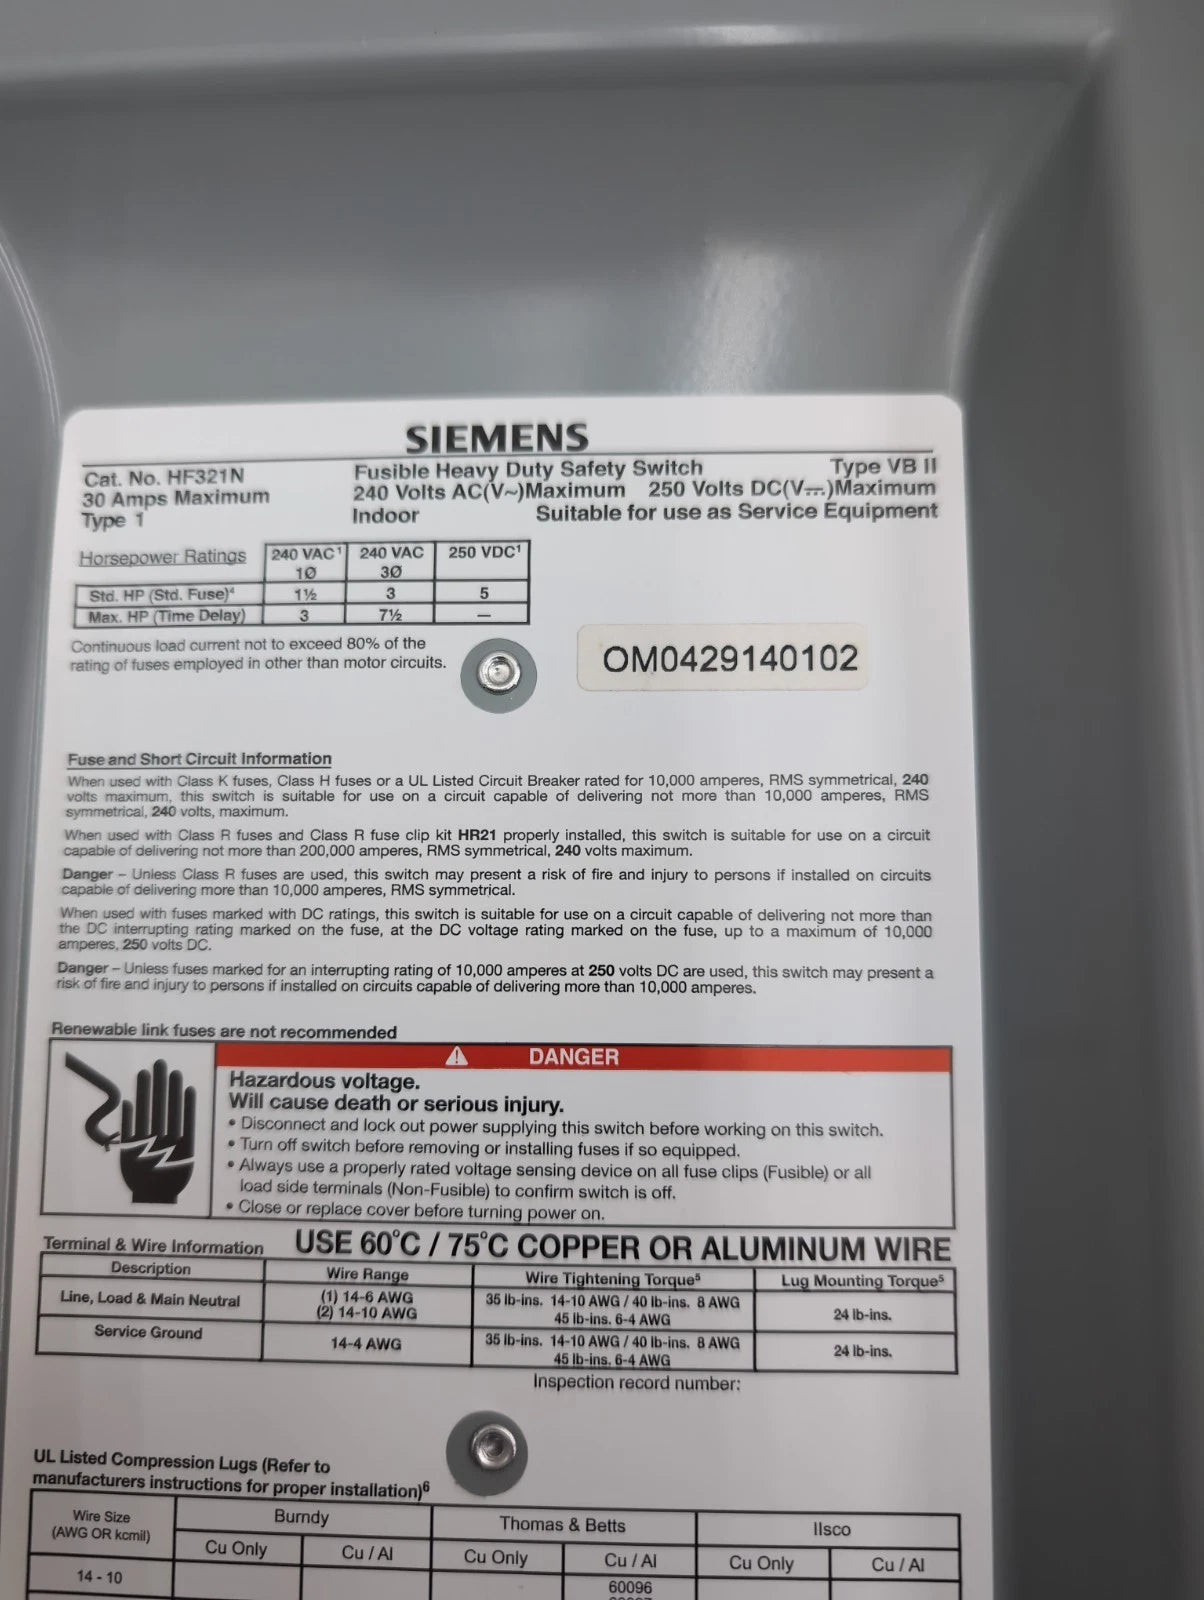 SIEMENS
Cat. No. HF321N Fusible Heavy Duty Safety Switch Type VB II
30 Amps Maximum 240 Volts AC(V~)Maximum 250 Volts DC(V⎓)Maximum
Type 1 Indoor Suitable for use as Service Equipment
Horsepower Ratings 240 VAC¹ 240 VAC 250 VDC¹
1Ø 3Ø
Std. HP (Std. Fuse)⁴ 1½ 3 5
Max. HP (Time Delay) 3 7½ —
Continuous load current not to exceed 80% of the
rating of fuses employed in other than motor circuits.
OM0429140102
Fuse and Short Circuit Information
When used with Class K fuses, Class H fuses or a UL Listed Circuit Breaker rated for 10,000 amperes, RMS symmetrical, 240
volts maximum, this switch is suitable for use on a circuit capable of delivering not more than 10,000 amperes, RMS
symmetrical, 240 volts, maximum.
When used with Class R fuses and Class R fuse clip kit HR21 properly installed, this switch is suitable for use on a circuit
capable of delivering not more than 200,000 amperes, RMS symmetrical, 240 volts maximum.
Danger – Unless Class R fuses are used, this switch may present a risk of fire and injury to persons if installed on circuits
capable of delivering more than 10,000 amperes, RMS symmetrical.
When used with fuses marked with DC ratings, this switch is suitable for use on a circuit capable of delivering not more than
the DC interrupting rating marked on the fuse, at the DC voltage rating marked on the fuse, up to a maximum of 10,000
amperes, 250 volts DC.
Danger – Unless fuses marked for an interrupting rating of 10,000 amperes at 250 volts DC are used, this switch may present a
risk of fire and injury to persons if installed on circuits capable of delivering more than 10,000 amperes.
Renewable link fuses are not recommended
DANGER
Hazardous voltage.
Will cause death or serious injury.
• Disconnect and lock out power supplying this switch before working on this switch.
• Turn off switch before removing or installing fuses if so equipped.
• Always use a properly rated voltage sensing device on all fuse clips (Fusible) or all
load side terminals (Non-Fusible) to confirm switch is off.
• Close or replace cover before turning power on.
Terminal & Wire Information USE 60°C / 75°C COPPER OR ALUMINUM WIRE
Description Wire Range Wire Tightening Torque⁵ Lug Mounting Torque⁵
Line, Load & Main Neutral (1) 14-6 AWG 35 lb-ins. 14-10 AWG / 40 lb-ins. 8 AWG 24 lb-ins.
(2) 14-10 AWG 45 lb-ins. 6-4 AWG
Service Ground 14-4 AWG 35 lb-ins. 14-10 AWG / 40 lb-ins. 8 AWG 24 lb-ins.
45 lb-ins. 6-4 AWG
Inspection record number:
UL Listed Compression Lugs (Refer to
manufacturers instructions for proper installation)⁶
Wire Size Burndy Thomas & Betts Ilsco
(AWG OR kcmil) Cu Only Cu / Al Cu Only Cu / Al Cu Only Cu / Al
14 - 10 60096